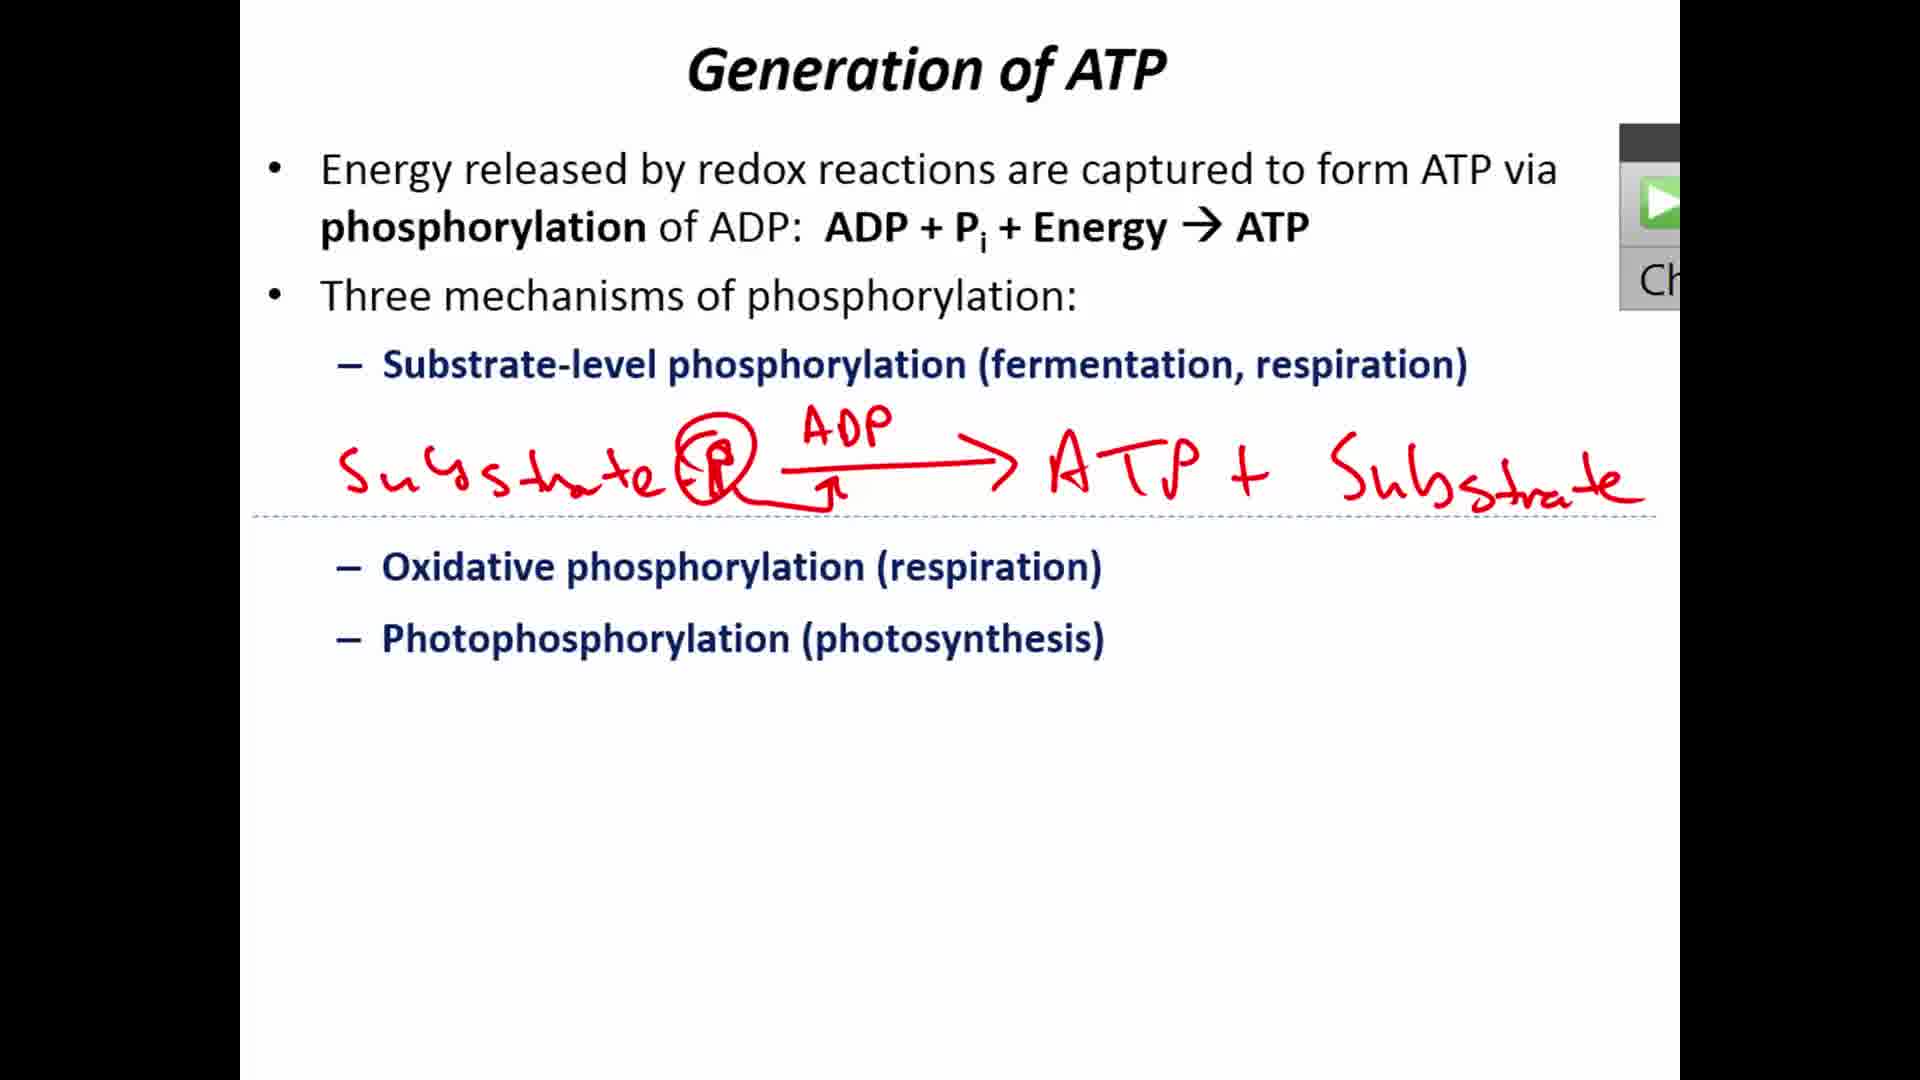 Generation of ATP
• Energy released by redox reactions are captured to form ATP via
phosphorylation of ADP: ADP + Pi + Energy → ATP
• Three mechanisms of phosphorylation:
– Substrate-level phosphorylation (fermentation, respiration)
ADP
Substrate-P → ATP + Substrate
– Oxidative phosphorylation (respiration)
– Photophosphorylation (photosynthesis)
Ch